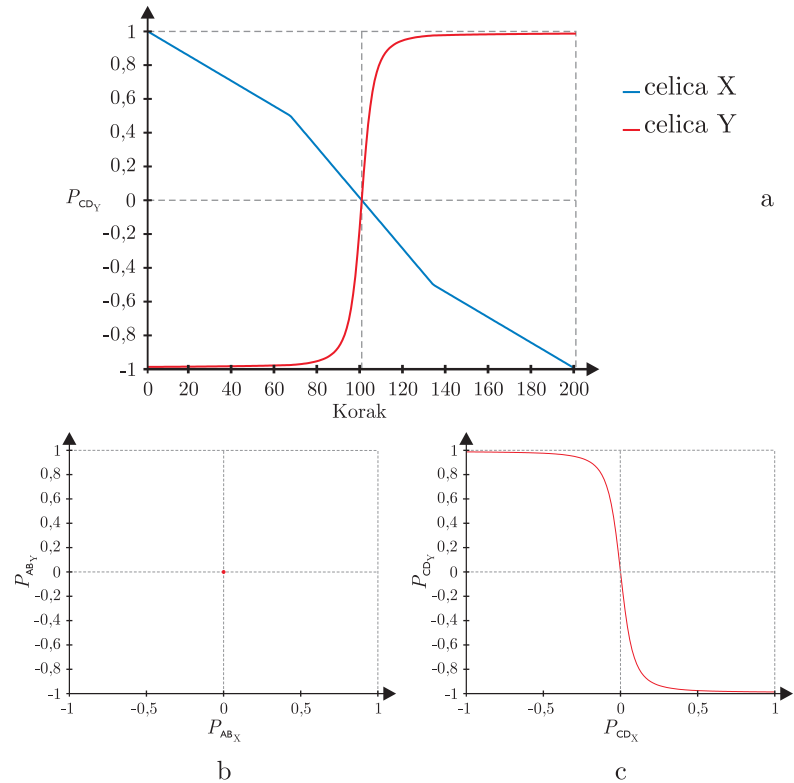 1
0,8
0,6
0,4
0,2
P_CD_Y 0
-0,2
-0,4
-0,6
-0,8
-1
0 20 40 60 80 100 120 140 160 180 200
Korak
celica X
celica Y
a
1
0,8
0,6
0,4
0,2
P_AB_Y 0
-0,2
-0,4
-0,6
-0,8
-1
-1 -0,5 0 0,5 1
P_AB_X
b
1
0,8
0,6
0,4
0,2
P_CD_Y 0
-0,2
-0,4
-0,6
-0,8
-1
-1 -0,5 0 0,5 1
P_CD_X
c